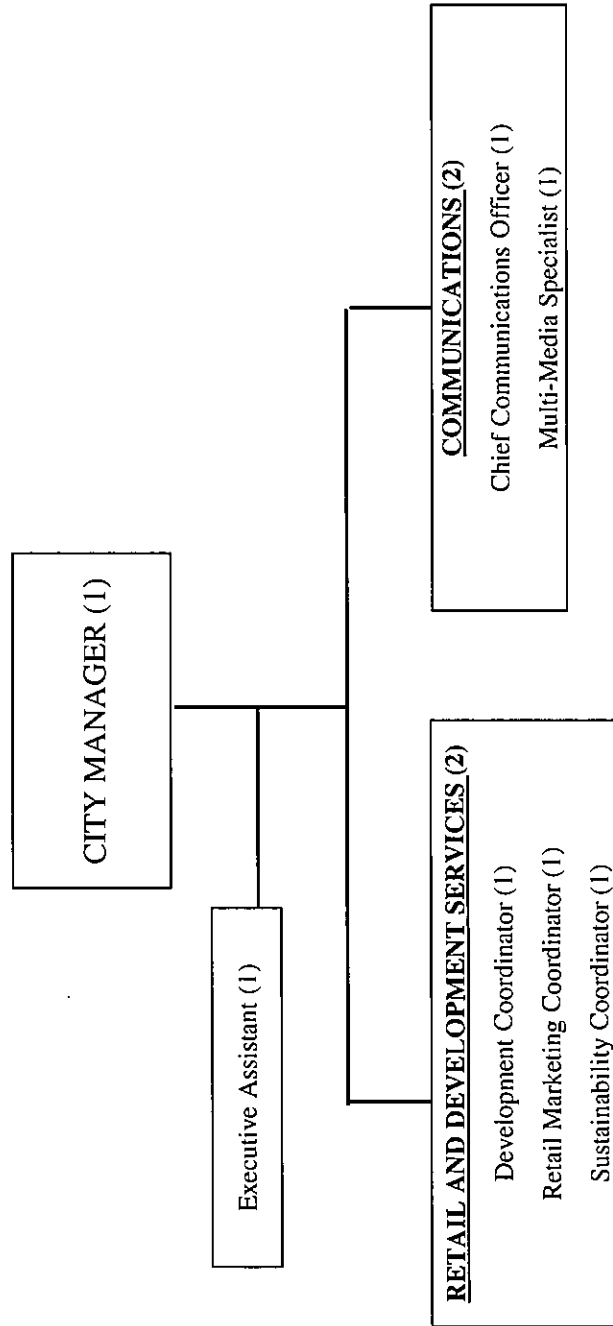 CITY MANAGER (1)
Executive Assistant (1)
RETAIL AND DEVELOPMENT SERVICES (2)
Development Coordinator (1)
Retail Marketing Coordinator (1)
Sustainability Coordinator (1)
COMMUNICATIONS (2)
Chief Communications Officer (1)
Multi-Media Specialist (1)